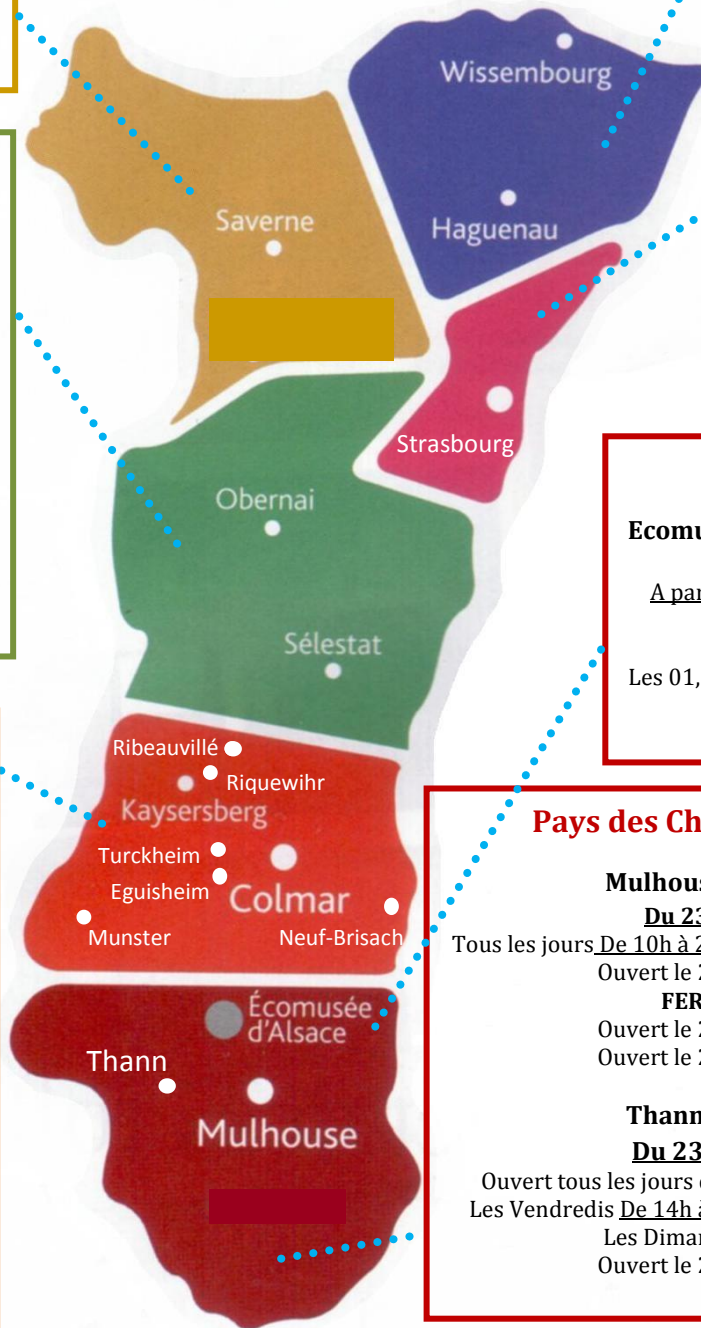 Wissembourg
Saverne
Haguenau
Strasbourg
Obernai
Sélestat
Ribeauvillé
Riquewihr
Kaysersberg
Turckheim
Eguisheim
Colmar
Munster
Neuf-Brisach
Écomusée
d'Alsace
Thann
Mulhouse
Ecomu
A par
Les 01,
Pays des Ch
Mulhous
Du 23
Tous les jours De 10h à 2
Ouvert le 2
FER
Ouvert le 2
Ouvert le 2
Thann
Du 23
Ouvert tous les jours
Les Vendredis De 14h à
Les Diman
Ouvert le 2